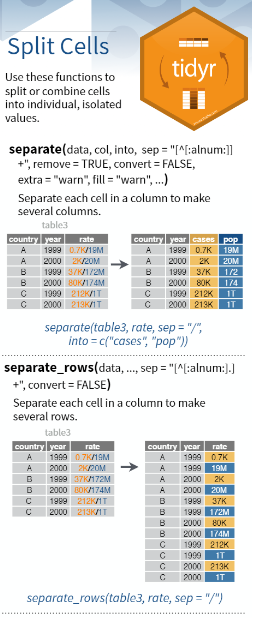 Split Cells
tidyr
Use these functions to
split or combine cells
into individual, isolated
values.
separate(data, col, into, sep = "[^[:alnum:]]
+", remove = TRUE, convert = FALSE,
extra = "warn", fill = "warn", ...)
Separate each cell in a column to make
several columns.
table3
country year rate
A 1999 0.7K/19M
A 2000 2K/20M
B 1999 37K/172M
B 2000 80K/174M
C 1999 212K/1T
C 2000 213K/1T
country year cases pop
A 1999 0.7K 19M
A 2000 2K 20M
B 1999 37K 172
B 2000 80K 174
C 1999 212K 1T
C 2000 213K 1T
separate(table3, rate, sep = "/",
into = c("cases", "pop"))
separate_rows(data, ..., sep = "[^[:alnum:].]
+", convert = FALSE)
Separate each cell in a column to make
several rows.
table3
country year rate
A 1999 0.7K/19M
A 2000 2K/20M
B 1999 37K/172M
B 2000 80K/174M
C 1999 212K/1T
C 2000 213K/1T
country year rate
A 1999 0.7K
A 1999 19M
A 2000 2K
A 2000 20M
B 1999 37K
B 1999 172M
B 2000 80K
B 2000 174M
C 1999 212K
C 1999 1T
C 2000 213K
C 2000 1T
separate_rows(table3, rate, sep = "/")